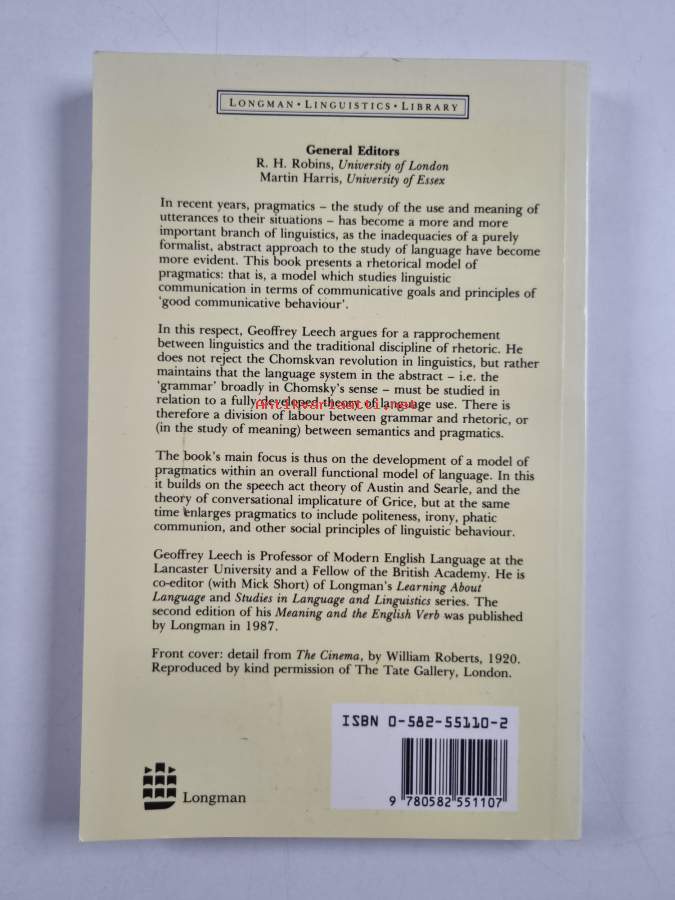 LONGMAN • LINGUISTICS • LIBRARY
General Editors
R. H. Robins, University of London
Martin Harris, University of Essex
In recent years, pragmatics – the study of the use and meaning of
utterances to their situations – has become a more and more
important branch of linguistics, as the inadequacies of a purely
formalist, abstract approach to the study of language have become
more evident. This book presents a rhetorical model of
pragmatics: that is, a model which studies linguistic
communication in terms of communicative goals and principles of
‘good communicative behaviour’.
In this respect, Geoffrey Leech argues for a rapprochement
between linguistics and the traditional discipline of rhetoric. He
does not reject the Chomskvan revolution in linguistics, but rather
maintains that the language system in the abstract – i.e. the
‘grammar’ broadly in Chomsky’s sense – must be studied in
relation to a fully developed theory of language use. There is
Antikvariaatti.net
therefore a division of labour between grammar and rhetoric, or
(in the study of meaning) between semantics and pragmatics.
The book’s main focus is thus on the development of a model of
pragmatics within an overall functional model of language. In this
it builds on the speech act theory of Austin and Searle, and the
theory of conversational implicature of Grice, but at the same
time enlarges pragmatics to include politeness, irony, phatic
communion, and other social principles of linguistic behaviour.
Geoffrey Leech is Professor of Modern English Language at the
Lancaster University and a Fellow of the British Academy. He is
co-editor (with Mick Short) of Longman’s Learning About
Language and Studies in Language and Linguistics series. The
second edition of his Meaning and the English Verb was published
by Longman in 1987.
Front cover: detail from The Cinema, by William Roberts, 1920.
Reproduced by kind permission of The Tate Gallery, London.
ISBN 0-582-55110-2
9 780582 551107
Longman